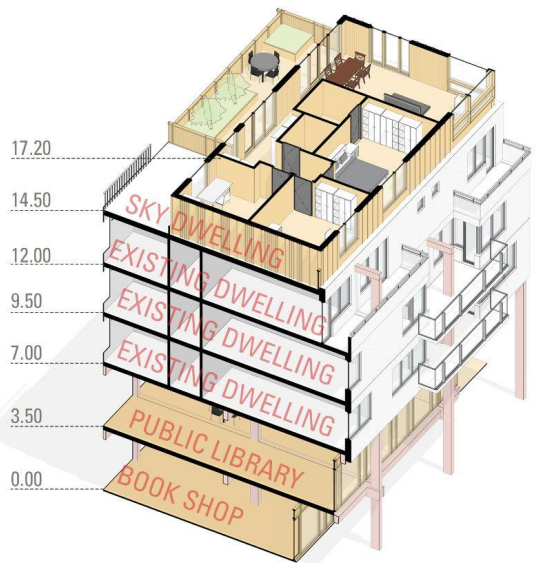 17.20
14.50
SKY DWELLING
12.00
EXISTING DWELLING
9.50
EXISTING DWELLING
7.00
EXISTING DWELLING
3.50
PUBLIC LIBRARY
0.00
BOOK SHOP